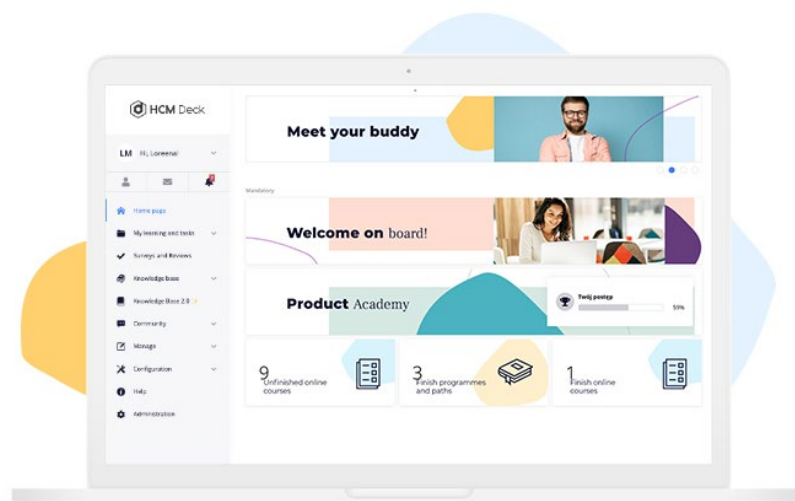 HCM Deck
LM Hi, Loreena!
Home page
My learning and tasks
Surveys and Reviews
Knowledge base
Knowledge Base 2.0
Community
Manage
Configuration
Help
Administration
Meet your buddy
Mandatory
Welcome on board!
Product Academy
Twój postęp
59%
9
Unfinished online
courses
3
Finish programmes
and paths
1
Finish online
courses